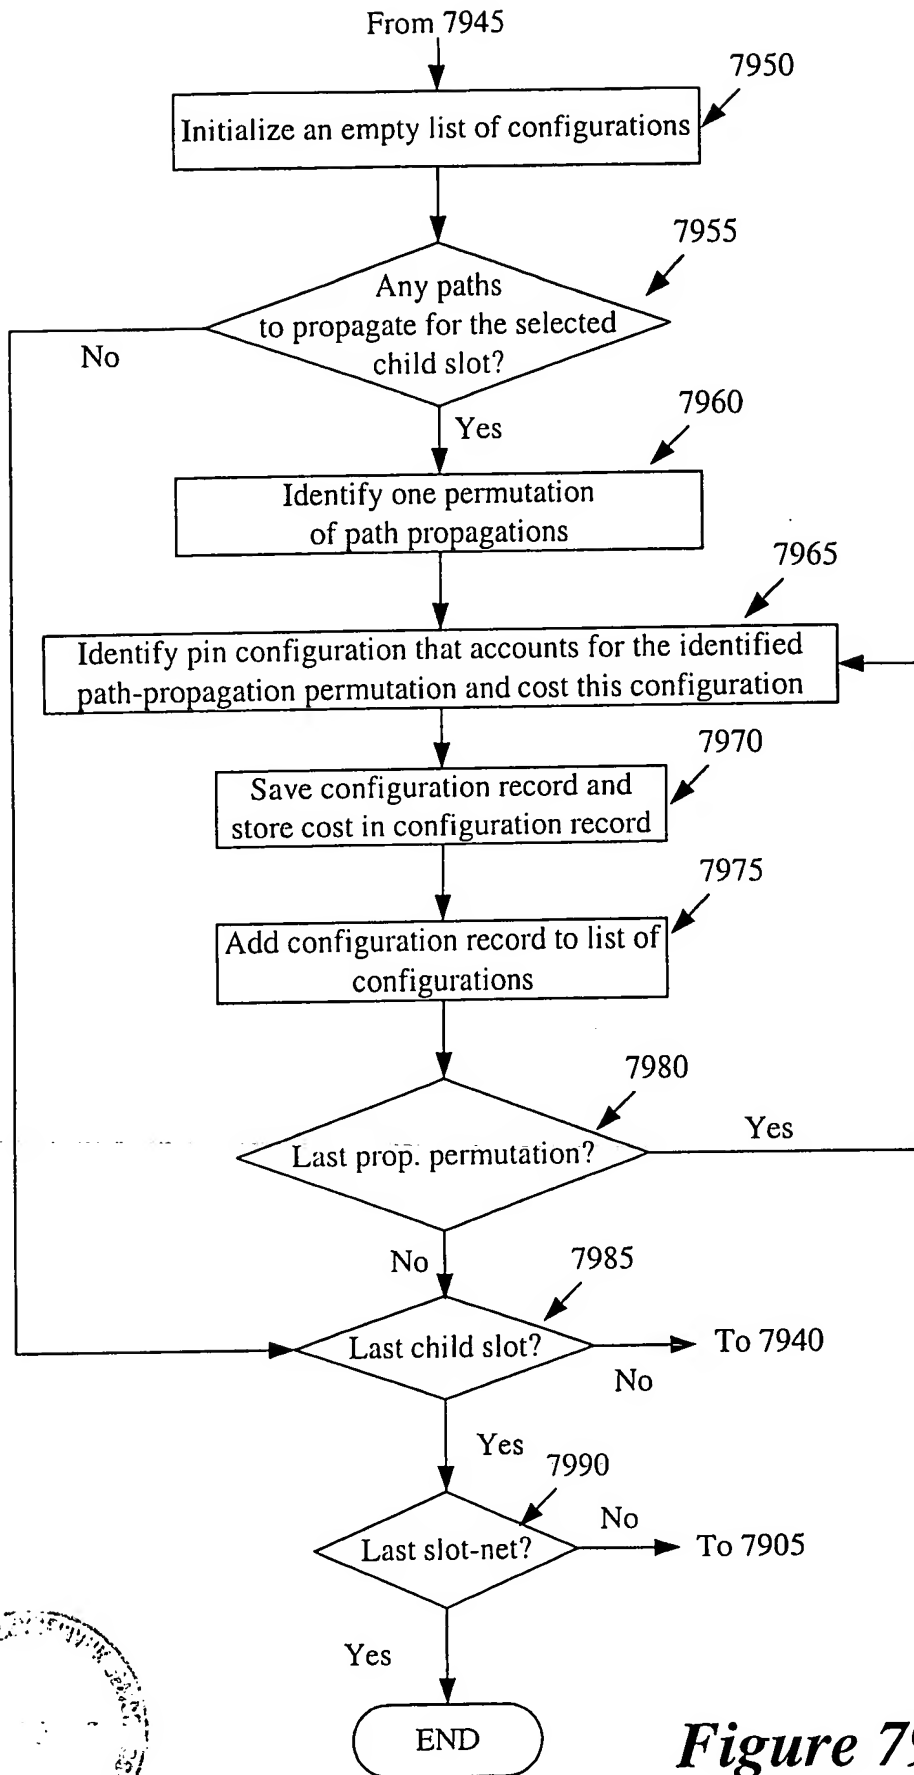 From 7945
7950
Initialize an empty list of configurations
7955
Any paths
to propagate for the selected
child slot?
No
Yes
7960
Identify one permutation
of path propagations
7965
Identify pin configuration that accounts for the identified
path-propagation permutation and cost this configuration
7970
Save configuration record and
store cost in configuration record
7975
Add configuration record to list of
configurations
7980
Last prop. permutation?
Yes
No
7985
Last child slot?
To 7940
No
Yes
7990
Last slot-net?
No
To 7905
Yes
END
Figure 79